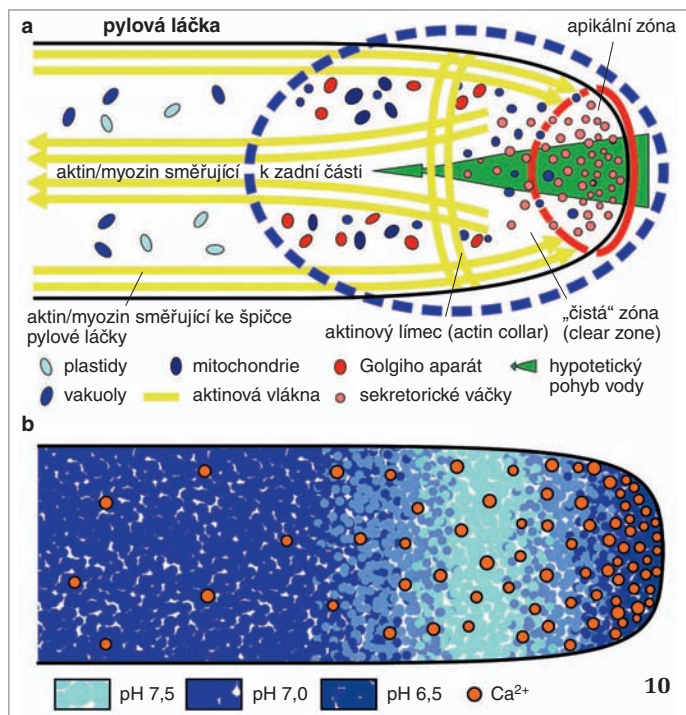 a
pylová láčka
apikální zóna
aktin/myozin směřující k zadní části
aktin/myozin směřující ke špičce
pylové láčky
aktinový límec (actin collar)
„čistá“ zóna
(clear zone)
plastidy
mitochondrie
Golgiho aparát
hypotetický
pohyb vody
vakuoly
aktinová vlákna
sekretorické váčky
b
pH 7,5
pH 7,0
pH 6,5
Ca²⁺
10